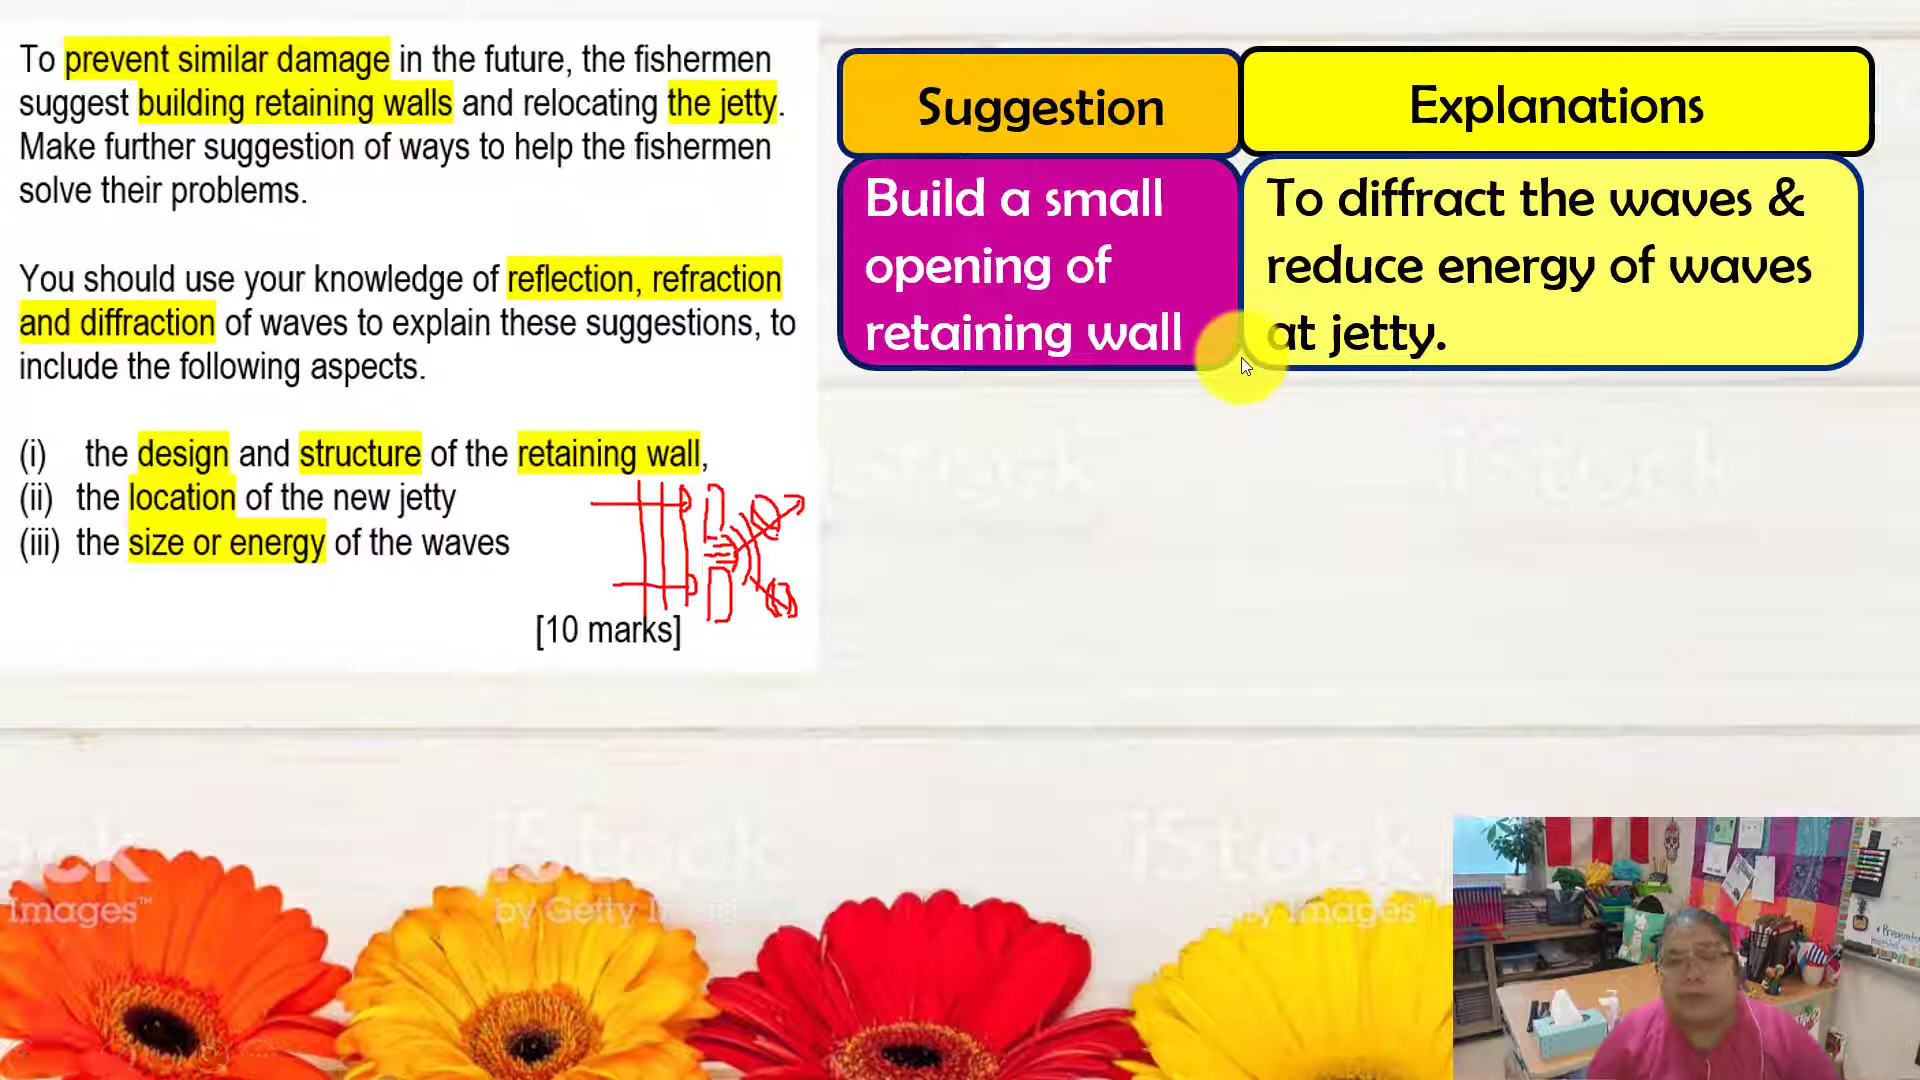 To prevent similar damage in the future, the fishermen
suggest building retaining walls and relocating the jetty.
Make further suggestion of ways to help the fishermen
solve their problems.
You should use your knowledge of reflection, refraction
and diffraction of waves to explain these suggestions, to
include the following aspects.
(i) the design and structure of the retaining wall,
(ii) the location of the new jetty
(iii) the size or energy of the waves
[10 marks]
Suggestion
Explanations
Build a small
opening of
retaining wall
To diffract the waves &
reduce energy of waves
at jetty.
iStock
iStock
iStock
by Getty
Images™